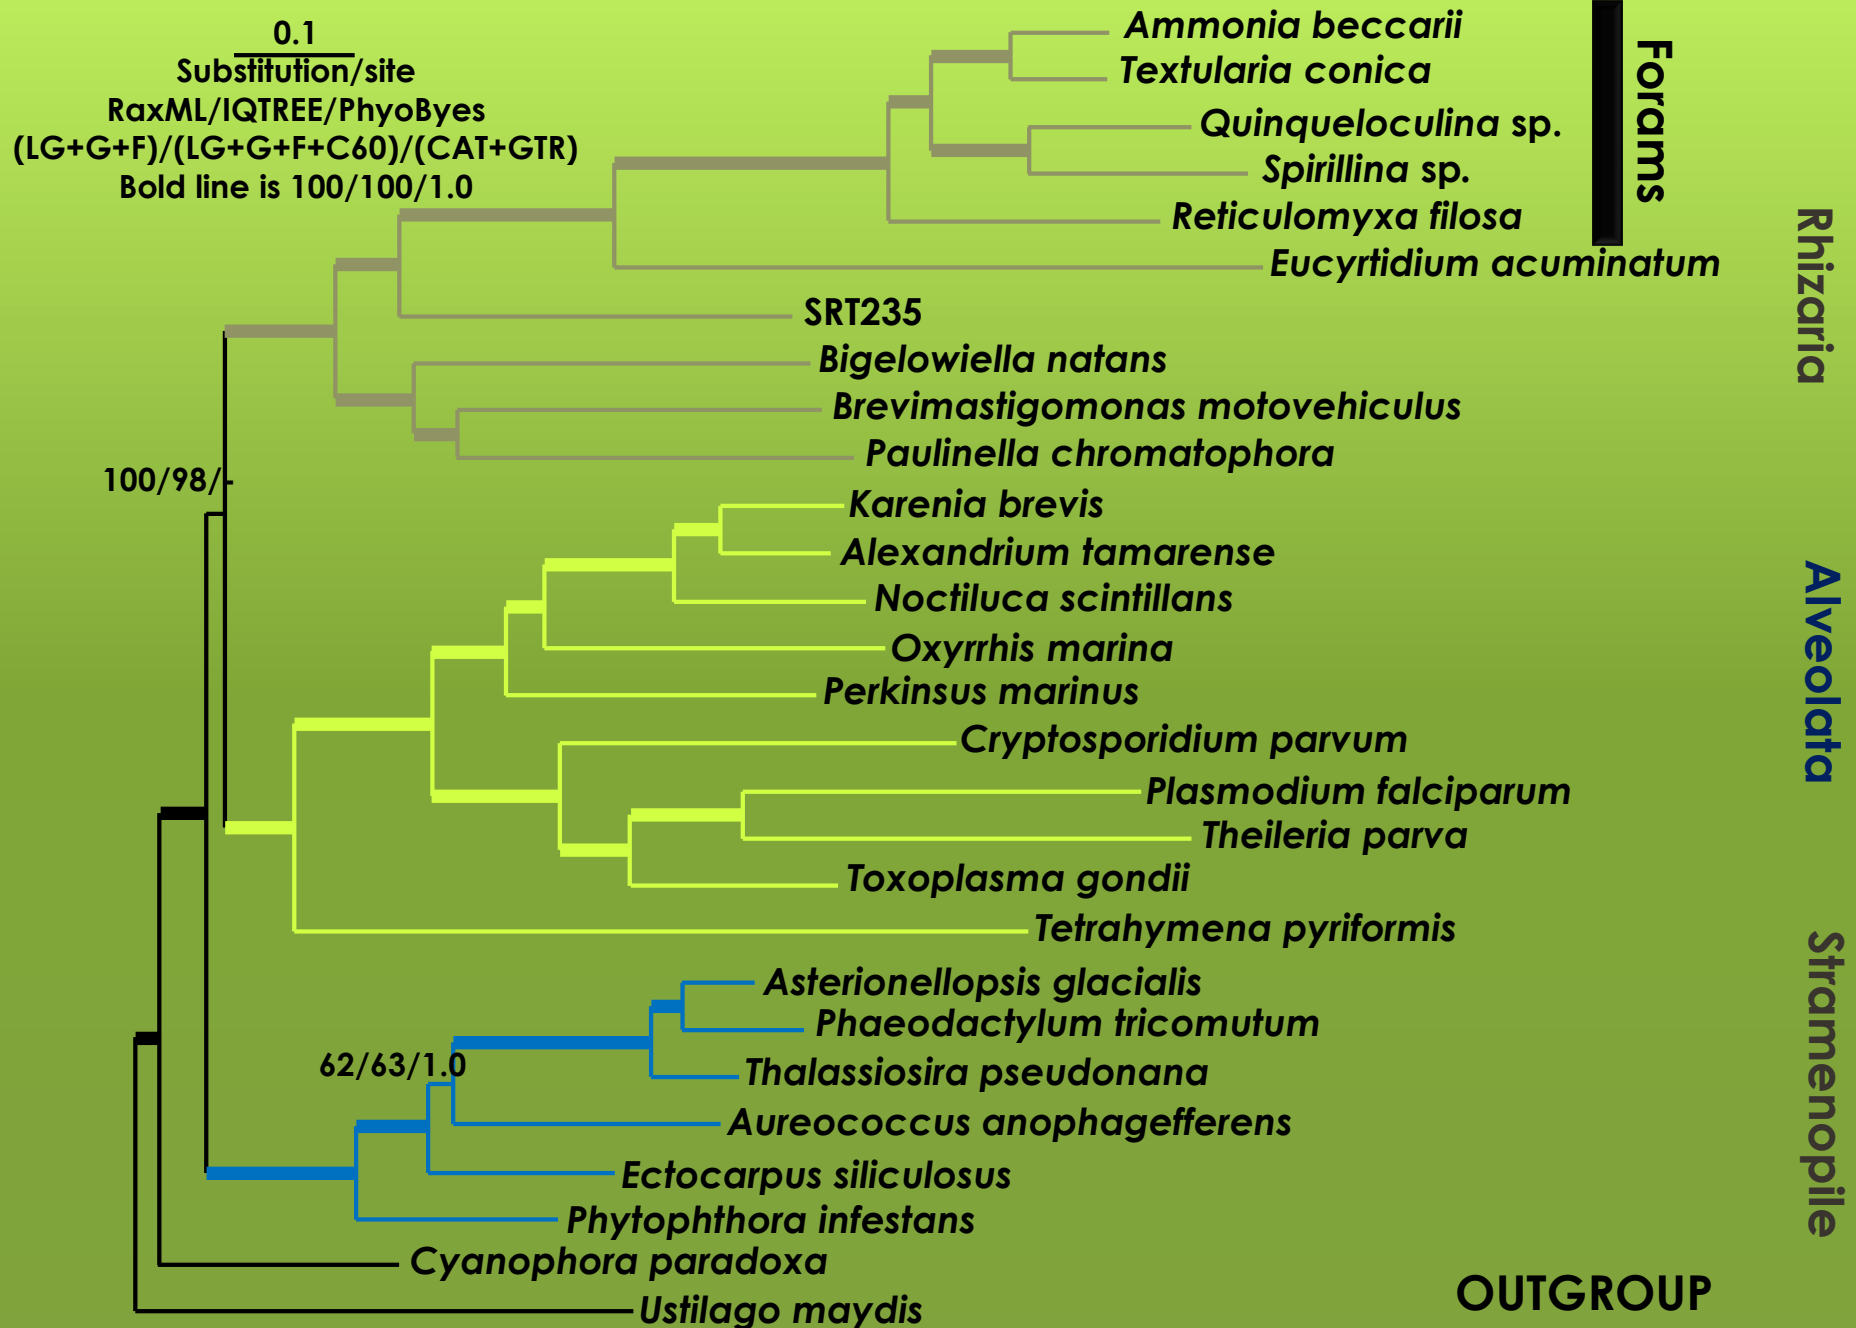 0.1
Substitution/site
RaxML/IQTREE/PhyoByes
(LG+G+F)/(LG+G+F+C60)/(CAT+GTR)
Bold line is 100/100/1.0
Ammonia beccarii
Textularia conica
Quinqueloculina sp.
Spirillina sp.
Reticulomyxa filosa
Forams
Eucyrtidium acuminatum
SRT235
Bigelowiella natans
Brevimastigomonas motovehiculus
Paulinella chromatophora
Rhizaria
100/98/-
Karenia brevis
Alexandrium tamarense
Noctiluca scintillans
Oxyrrhis marina
Perkinsus marinus
Cryptosporidium parvum
Plasmodium falciparum
Theileria parva
Toxoplasma gondii
Tetrahymena pyriformis
Alveolata
Asterionellopsis glacialis
Phaeodactylum tricomutum
62/63/1.0
Thalassiosira pseudonana
Aureococcus anophagefferens
Ectocarpus siliculosus
Phytophthora infestans
Stramenopile
Cyanophora paradoxa
Ustilago maydis
OUTGROUP